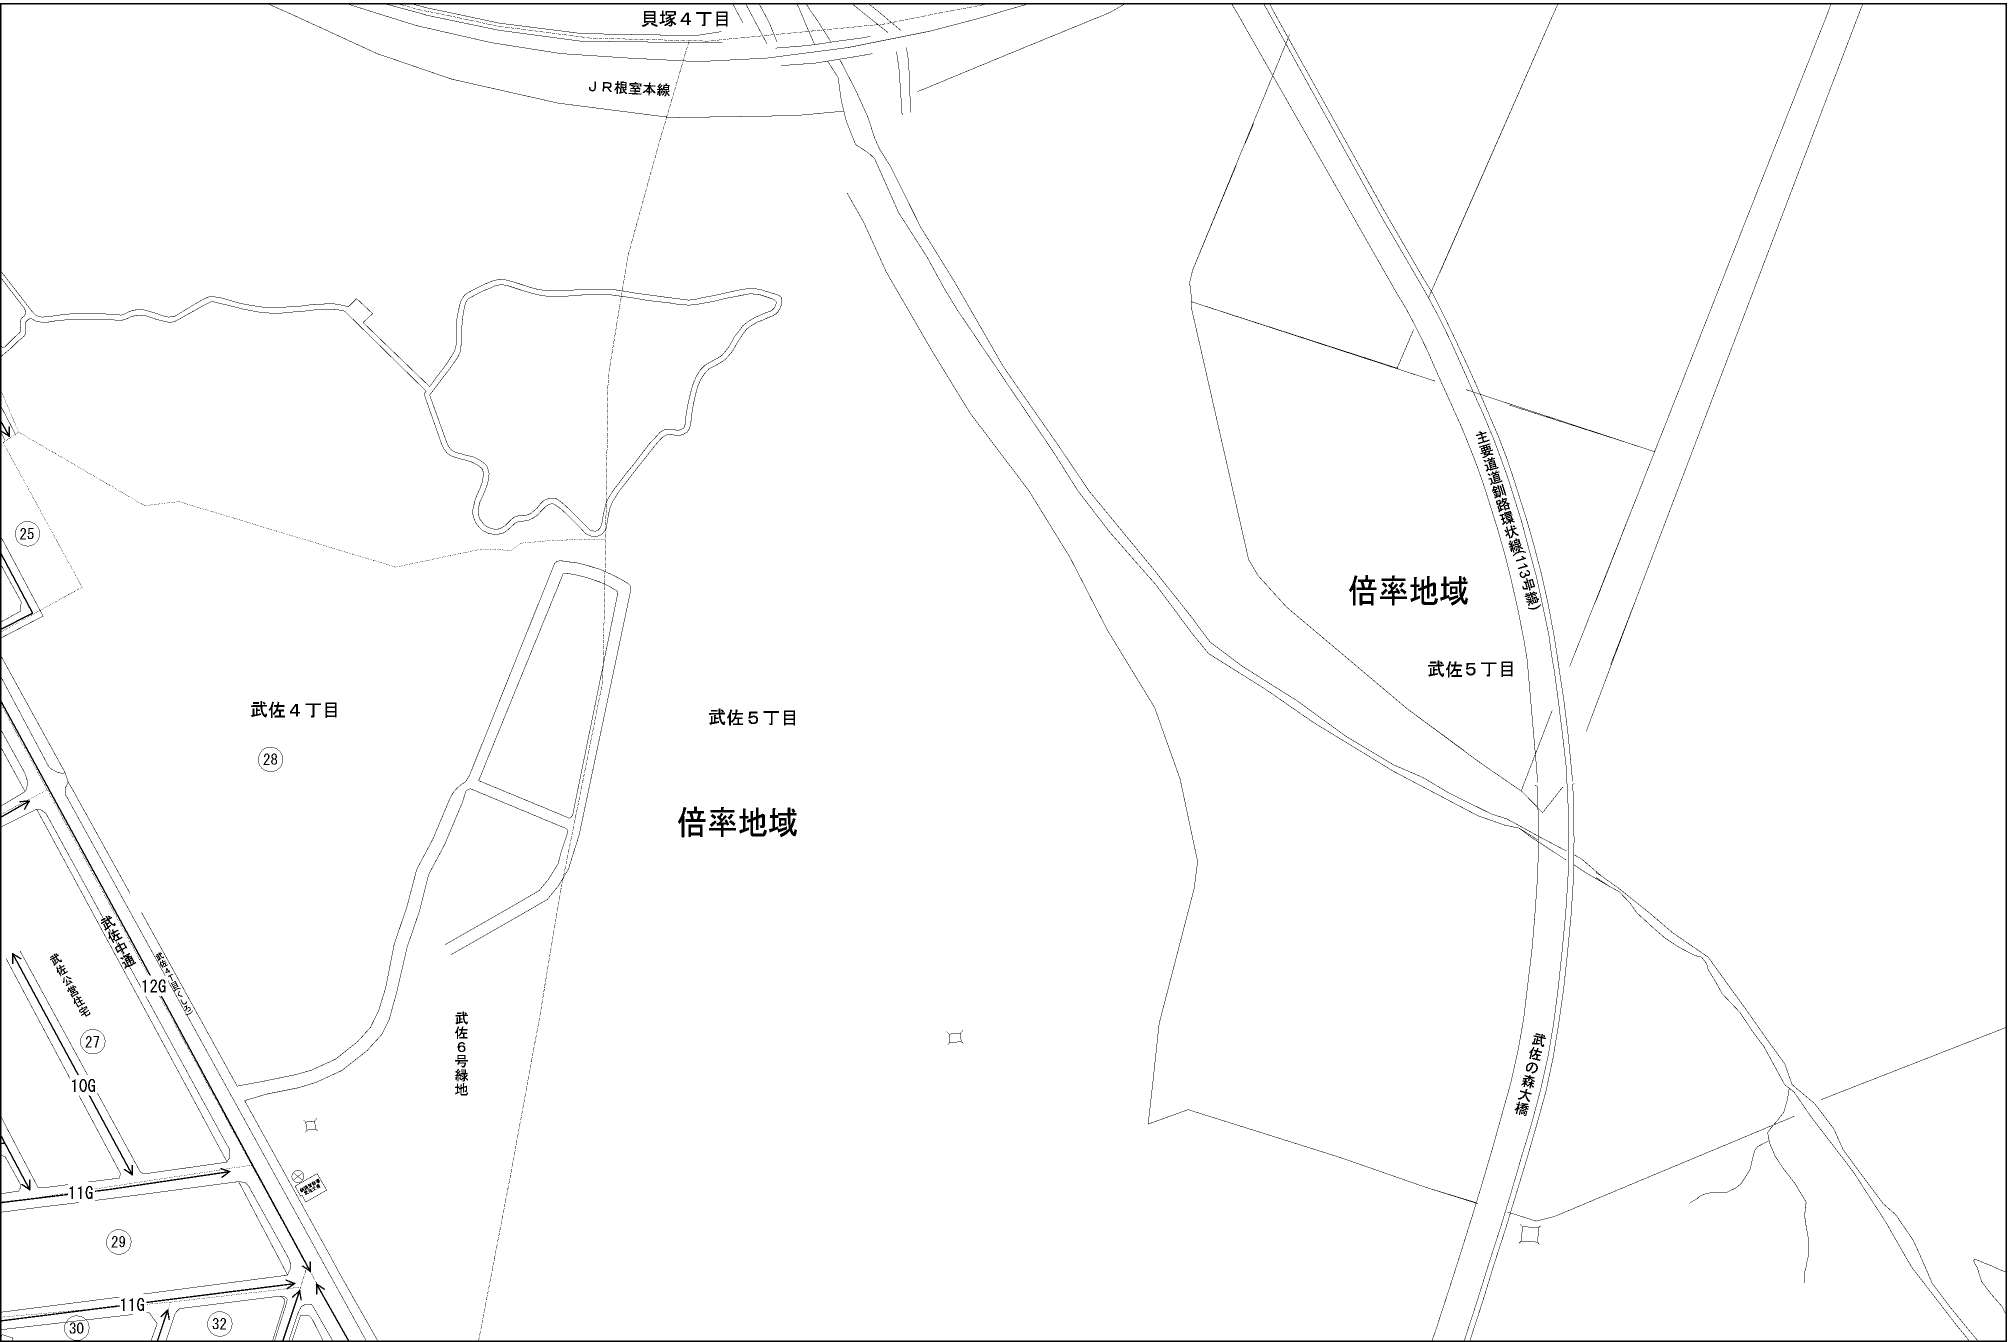 貝塚４丁目
ＪＲ根室本線
主要道道釧路環状線(113号線)
25
倍率地域
武佐５丁目
武佐４丁目
武佐５丁目
28
倍率地域
武佐中通
武佐公営住宅
12G
武佐6号緑地
27
武佐の森大橋
10G
11G
29
11G
30
32